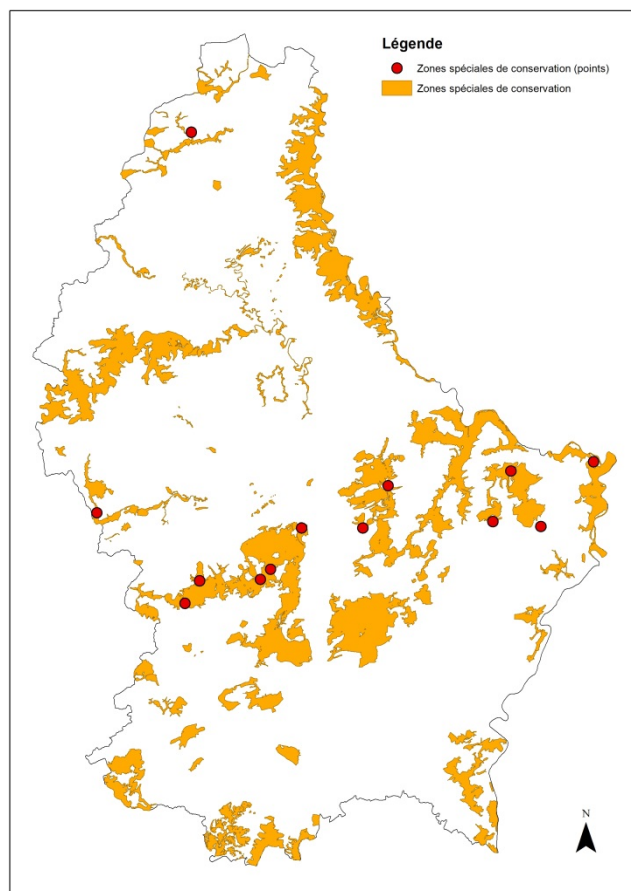 Légende
Zones spéciales de conservation (points)
Zones spéciales de conservation
N